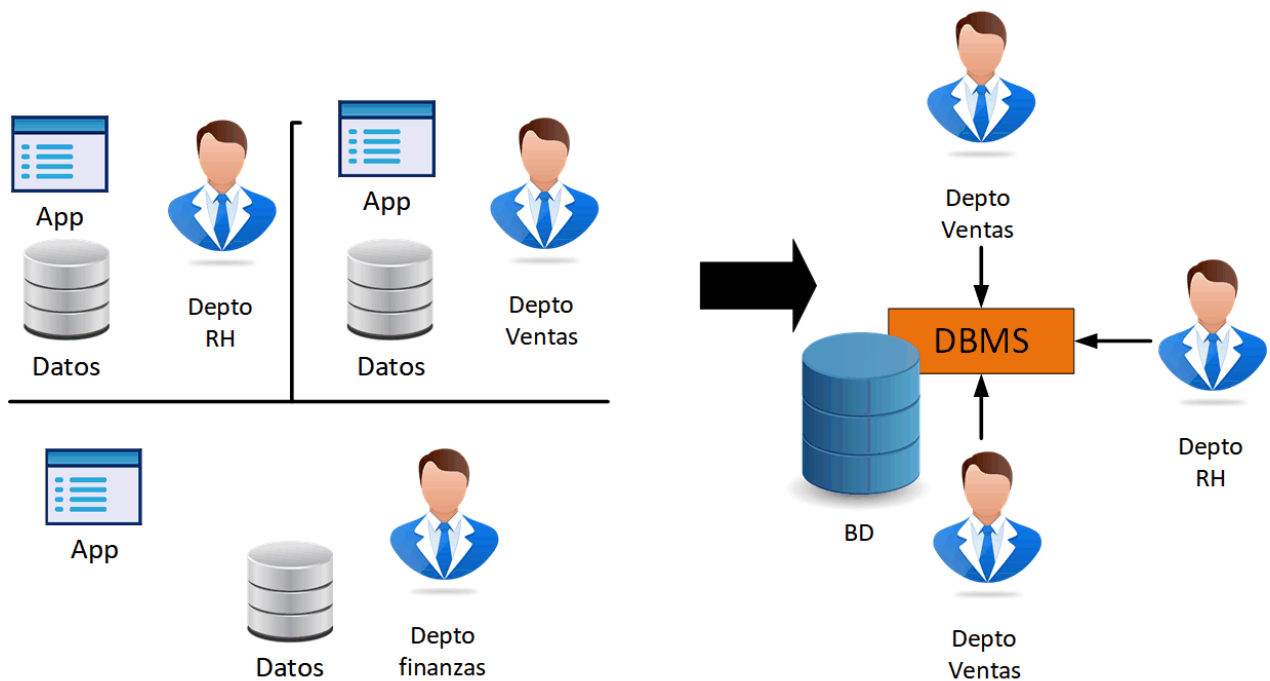 App
Datos
Depto
RH
App
Datos
Depto
Ventas
App
Datos
Depto
finanzas
Depto
Ventas
DBMS
Depto
RH
BD
Depto
Ventas